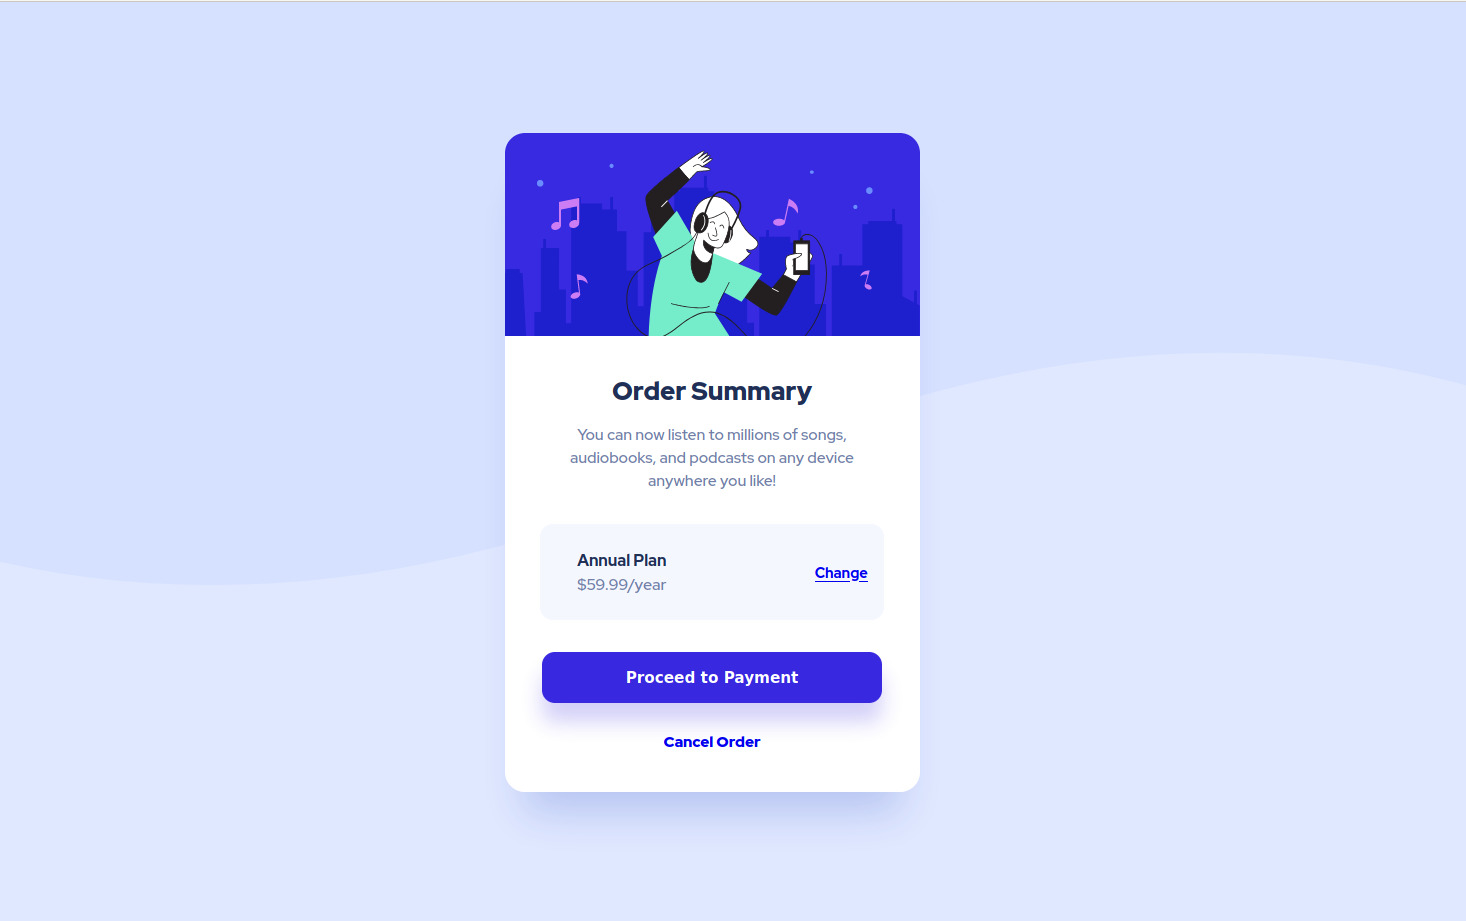 Order Summary
You can now listen to millions of songs,
audiobooks, and podcasts on any device
anywhere you like!
Annual Plan
$59.99/year
Change
Proceed to Payment
Cancel Order